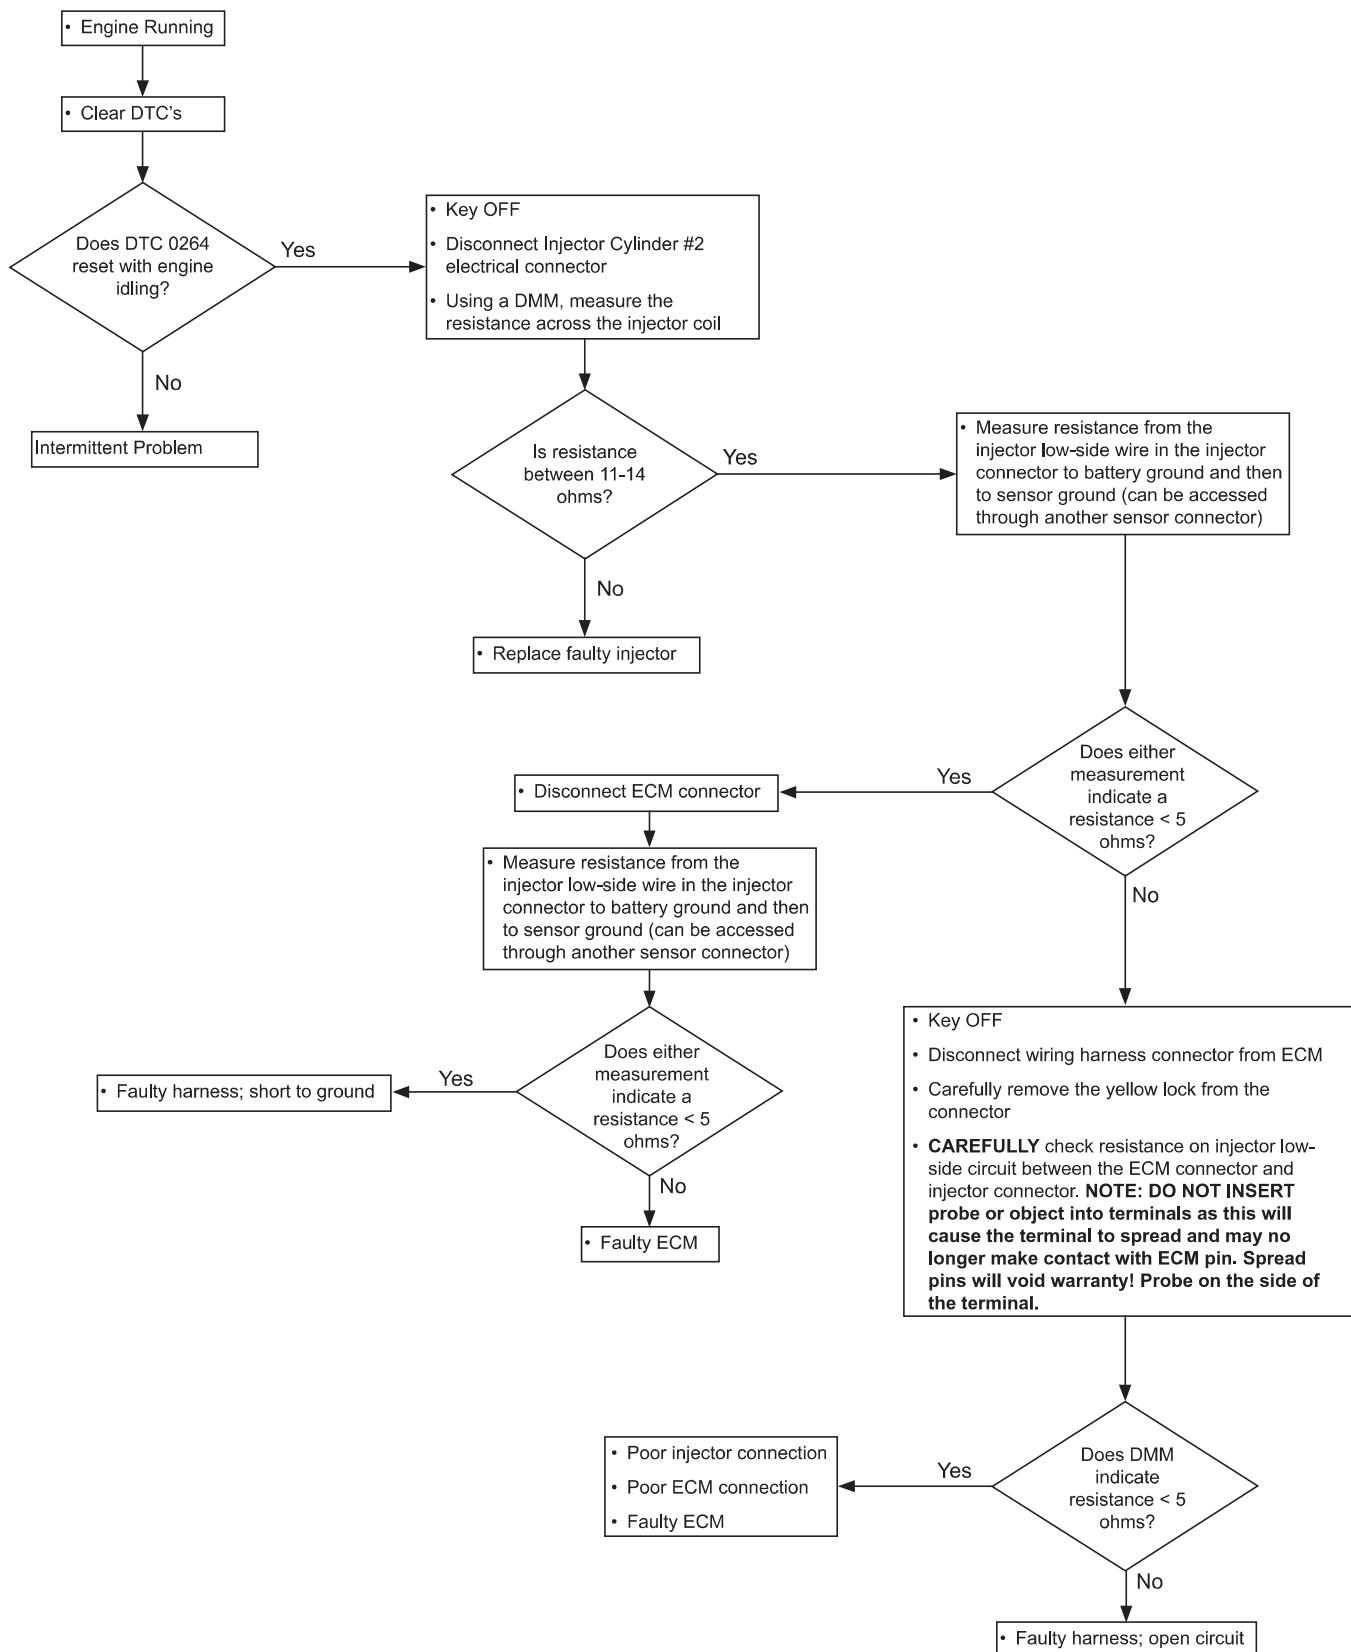 • Engine Running
• Clear DTC's
Does DTC 0264
reset with engine
idling?
Yes
No
Intermittent Problem
• Key OFF
• Disconnect Injector Cylinder #2
electrical connector
• Using a DMM, measure the
resistance across the injector coil
Is resistance
between 11-14
ohms?
Yes
No
• Replace faulty injector
• Measure resistance from the
injector low-side wire in the injector
connector to battery ground and then
to sensor ground (can be accessed
through another sensor connector)
Does either
measurement
indicate a
resistance < 5
ohms?
Yes
No
• Disconnect ECM connector
• Measure resistance from the
injector low-side wire in the injector
connector to battery ground and then
to sensor ground (can be accessed
through another sensor connector)
Does either
measurement
indicate a
resistance < 5
ohms?
Yes
• Faulty harness; short to ground
No
• Faulty ECM
• Key OFF
• Disconnect wiring harness connector from ECM
• Carefully remove the yellow lock from the
connector
• CAREFULLY check resistance on injector low-
side circuit between the ECM connector and
injector connector. NOTE: DO NOT INSERT
probe or object into terminals as this will
cause the terminal to spread and may no
longer make contact with ECM pin. Spread
pins will void warranty! Probe on the side of
the terminal.
Does DMM
indicate
resistance < 5
ohms?
Yes
• Poor injector connection
• Poor ECM connection
• Faulty ECM
No
• Faulty harness; open circuit